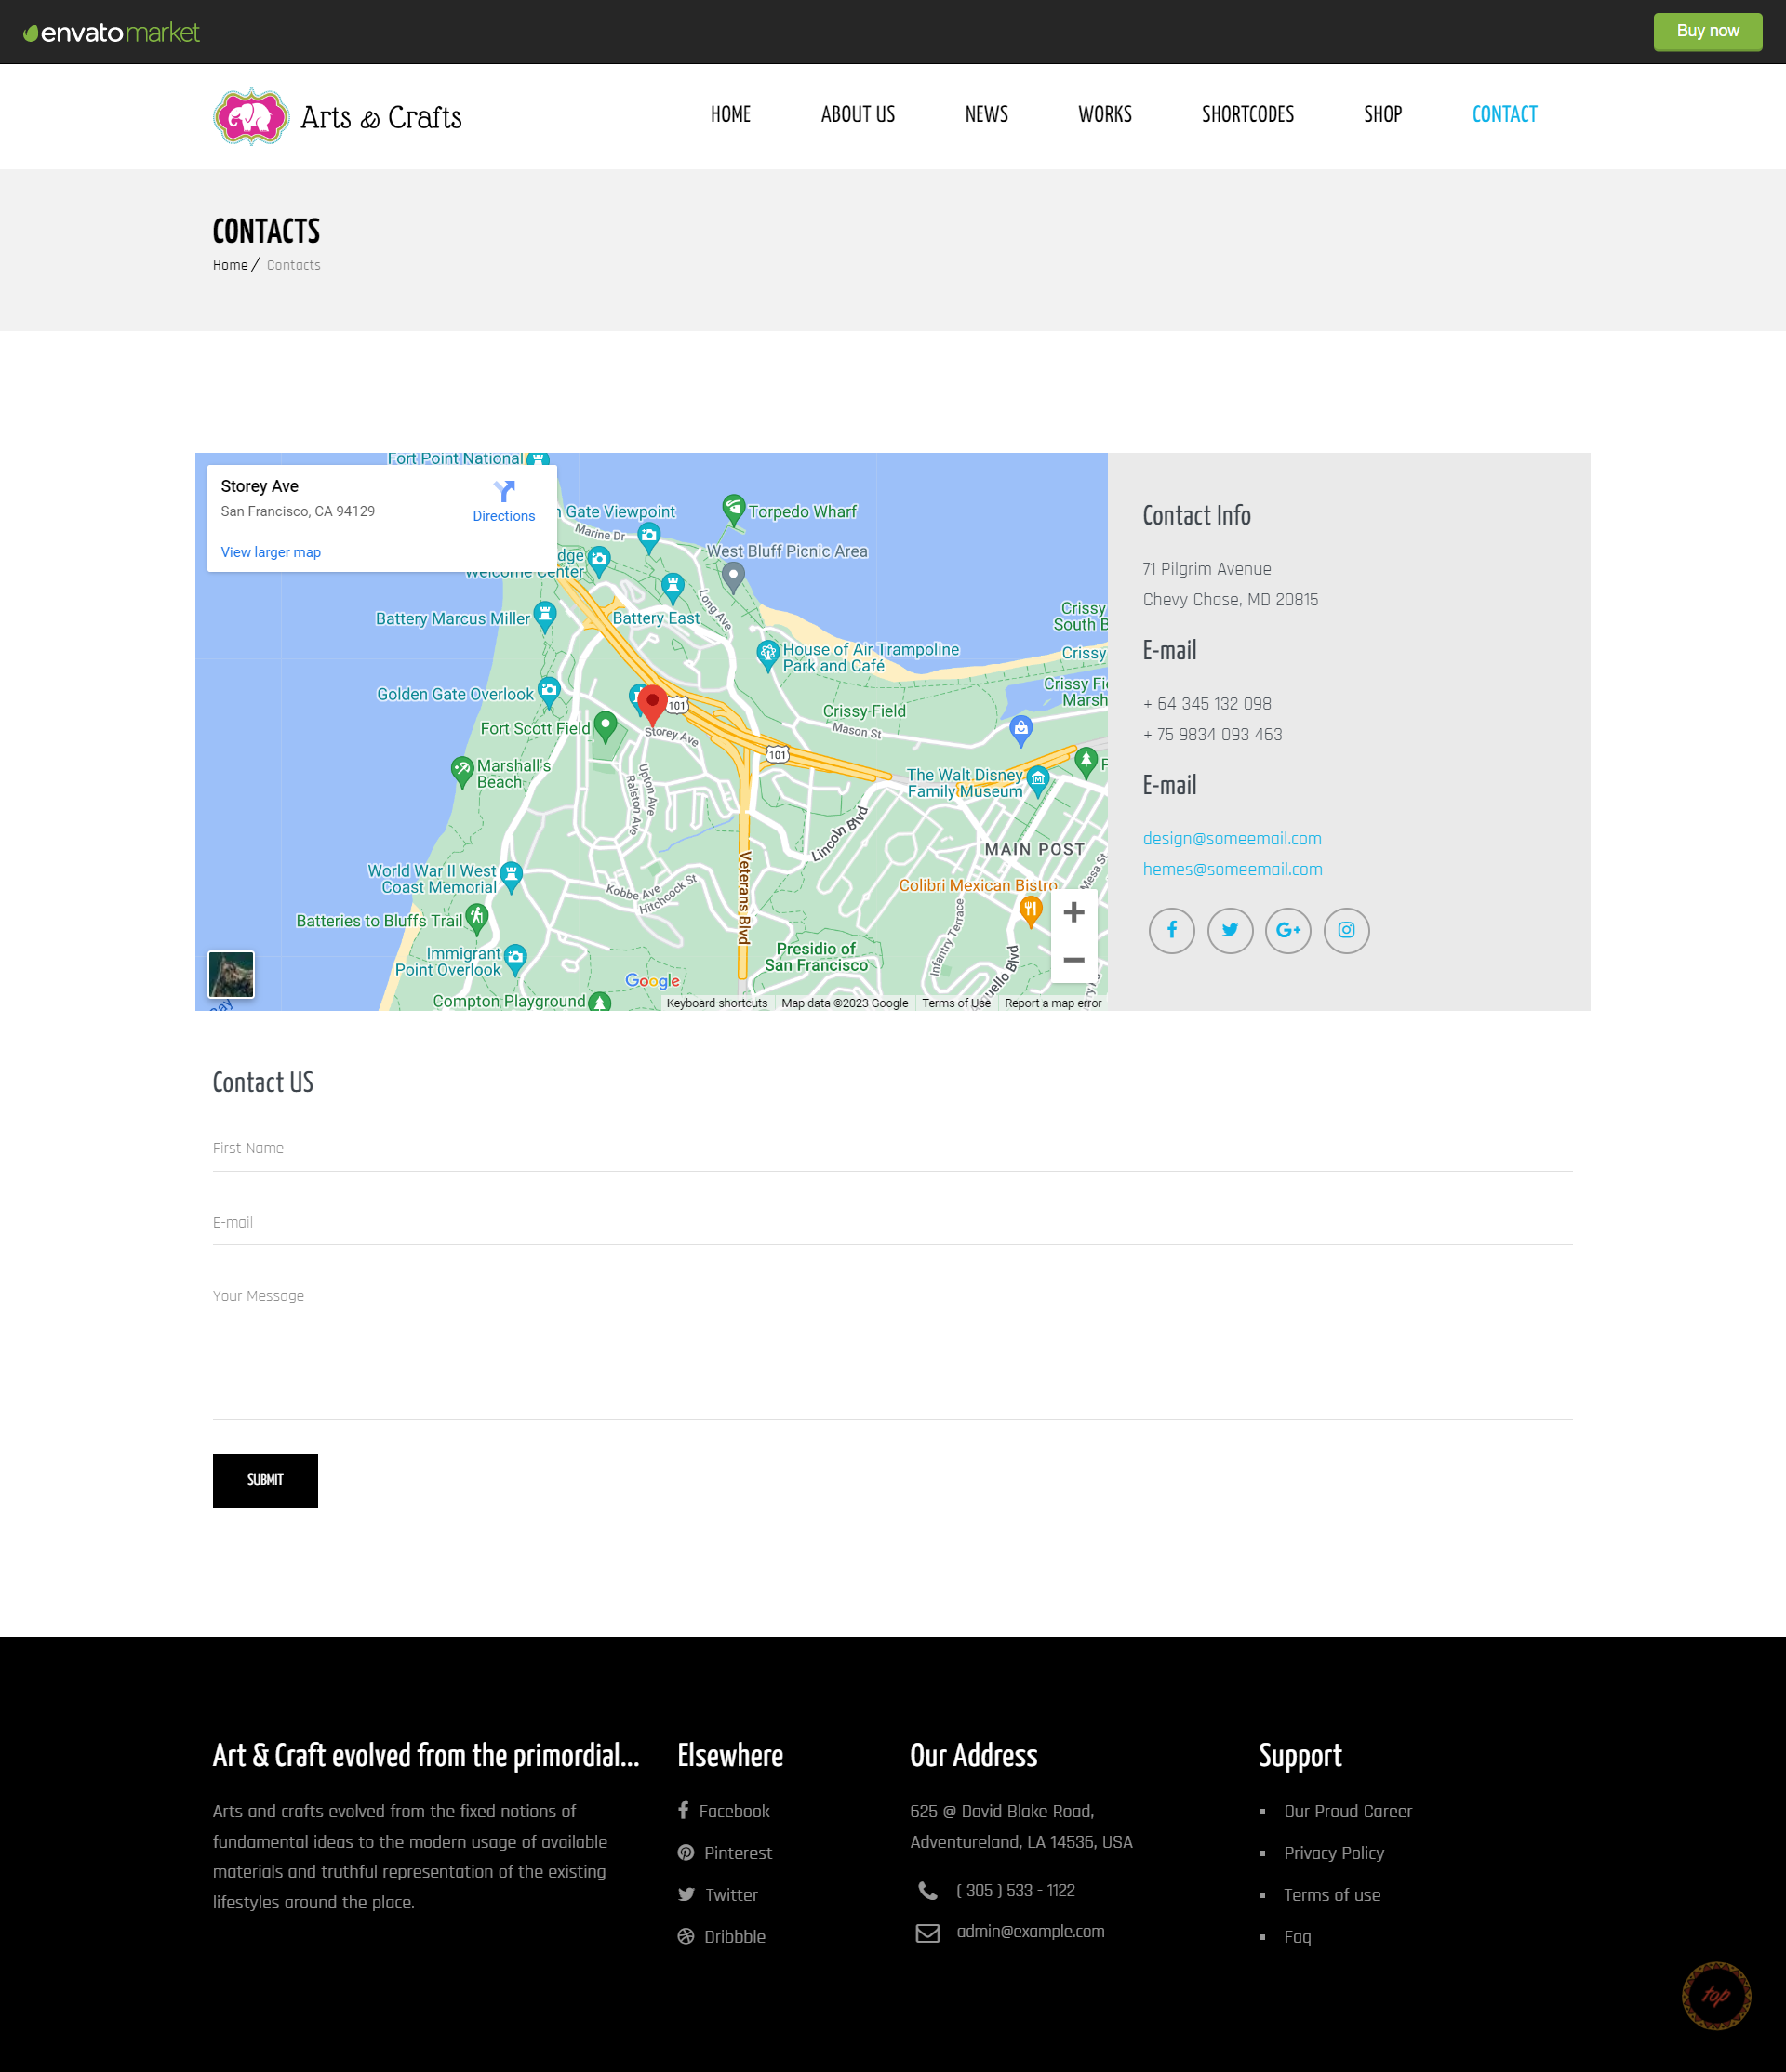 envato market
Buy now
Arts & Crafts
HOME
ABOUT US
NEWS
WORKS
SHORTCODES
SHOP
CONTACT
CONTACTS
Home / Contacts
Storey Ave
San Francisco, CA 94129
Directions
View larger map
Fort Point National
Gate Viewpoint
Marine Dr
Torpedo Wharf
West Bluff Picnic Area
Welcome Center
Long Ave
Battery Marcus Miller
Battery East
House of Air Trampoline
Park and Café
Crissy
South B
Crissy
Golden Gate Overlook
101
Crissy Field
Marsh
Fort Scott Field
Storey Ave
Mason St
101
Marshall's
Beach
Upton Ave
Ralston Ave
The Walt Disney
Family Museum
Lincoln Blvd
MAIN POST
Mesa St
World War II West
Coast Memorial
Kobbe Ave
Hitchcock St
Veterans Blvd
Colibri Mexican Bistro
Batteries to Bluffs Trail
Infantry Terrace
Immigrant
Point Overlook
Presidio of
San Francisco
Google
Compton Playground
Keyboard shortcuts
Map data ©2023 Google
Terms of Use
Report a map error
Contact Info
71 Pilgrim Avenue
Chevy Chase, MD 20815
E-mail
+ 64 345 132 098
+ 75 9834 093 463
E-mail
design@someemail.com
hemes@someemail.com
Contact US
First Name
E-mail
Your Message
SUBMIT
Art & Craft evolved from the primordial...
Arts and crafts evolved from the fixed notions of
fundamental ideas to the modern usage of available
materials and truthful representation of the existing
lifestyles around the place.
Elsewhere
Facebook
Pinterest
Twitter
Dribbble
Our Address
625 @ David Blake Road,
Adventureland, LA 14536, USA
( 305 ) 533 - 1122
admin@example.com
Support
Our Proud Career
Privacy Policy
Terms of use
Faq
top